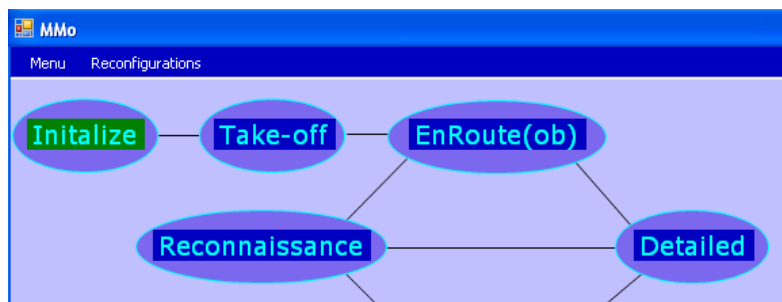 MMo
Menu Reconfigurations
Initalize Take-off EnRoute(ob)
Reconnaissance Detailed